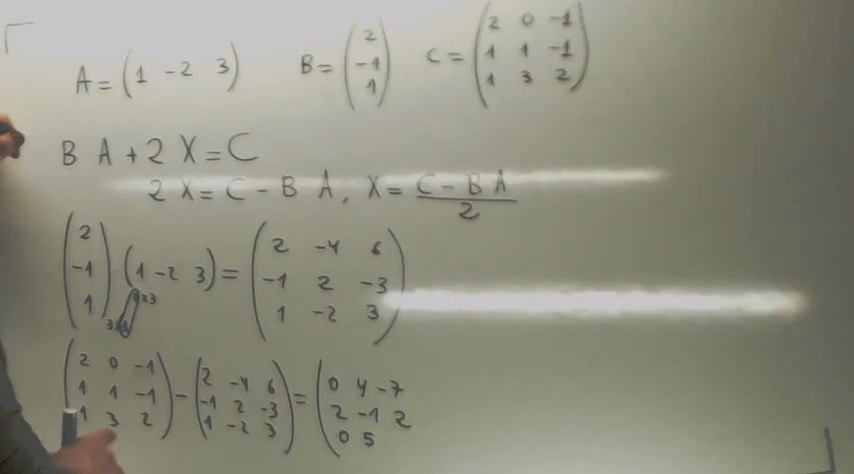 A = (1 -2 3) B = (2 -1 1) C = (2 0 -1 1 1 -1 1 3 2)
B A + 2 X = C
2 X = C - B A, X = C - B A / 2
(2 -1 1) (1 -2 3) = (2 -4 6 -1 2 -3 1 -2 3)
3x1 1x3
(2 0 -1 1 1 -1 1 3 2) - (2 -4 6 -1 2 -3 1 -2 3) = (0 4 -7 2 -1 2 0 5